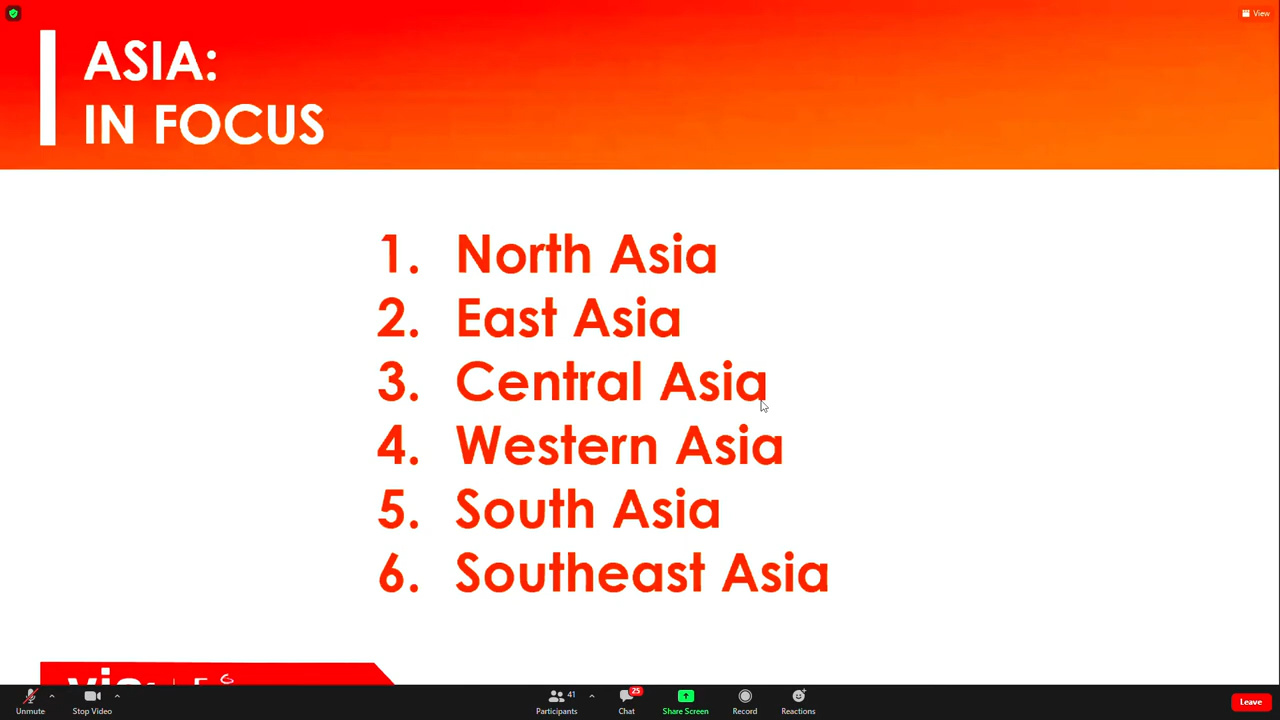 View
ASIA:
IN FOCUS
1. North Asia
2. East Asia
3. Central Asia
4. Western Asia
5. South Asia
6. Southeast Asia
Unmute
Stop Video
41
Participants
25
Chat
Share Screen
Record
Reactions
Leave